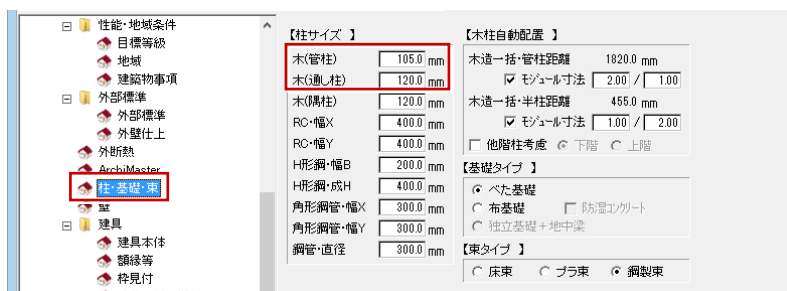 性能・地域条件
目標等級
地域
建築物事項
外部標準
外部標準
外壁仕上
外断熱
ArchiMaster
柱・基礎・束
壁
建具
建具本体
額縁等
枠見付
【柱サイズ 】
木(管柱) 105.0 mm
木(通し柱) 120.0 mm
木(隅柱) 120.0 mm
RC・幅X 400.0 mm
RC・幅Y 400.0 mm
H形鋼・幅B 200.0 mm
H形鋼・成H 400.0 mm
角形鋼管・幅X 300.0 mm
角形鋼管・幅Y 300.0 mm
鋼管・直径 300.0 mm
【木柱自動配置 】
木造一括・管柱距離 1820.0 mm
モジュール寸法 2.00 / 1.00
木造一括・半柱距離 455.0 mm
モジュール寸法 1.00 / 2.00
他階柱考慮 下階 上階
【基礎タイプ 】
べた基礎
布基礎 防湿コンクリート
独立基礎+地中梁
【束タイプ 】
床束 プラ束 鋼製束